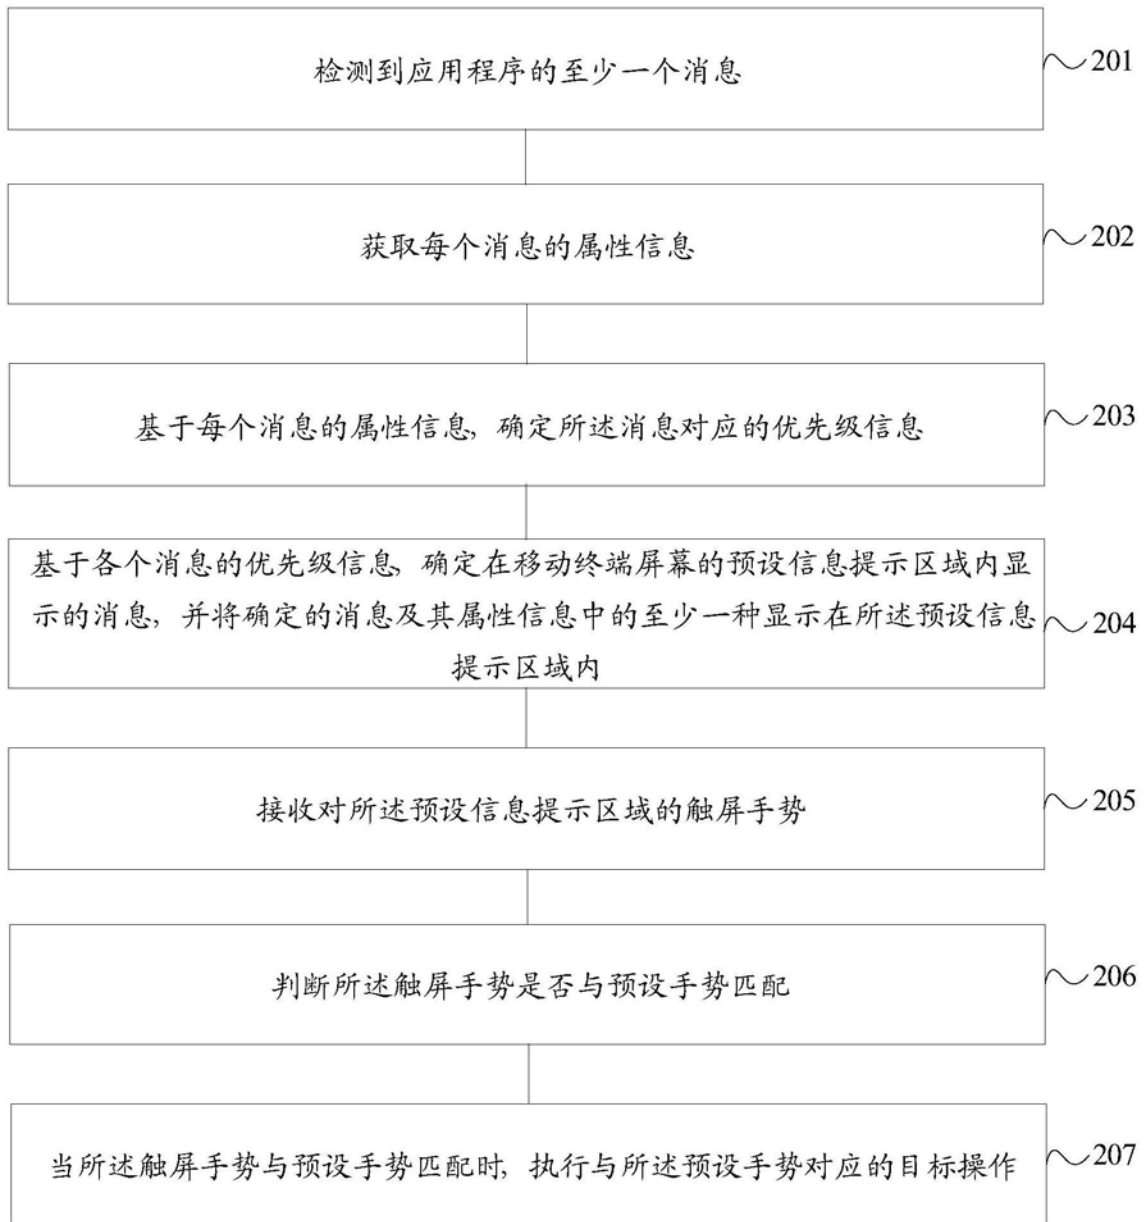 检测到应用程序的至少一个消息
201
获取每个消息的属性信息
202
基于每个消息的属性信息,确定所述消息对应的优先级信息
203
基于各个消息的优先级信息,确定在移动终端屏幕的预设信息提示区域内显
示的消息,并将确定的消息及其属性信息中的至少一种显示在所述预设信息
提示区域内
204
接收对所述预设信息提示区域的触屏手势
205
判断所述触屏手势是否与预设手势匹配
206
当所述触屏手势与预设手势匹配时,执行与所述预设手势对应的目标操作
207